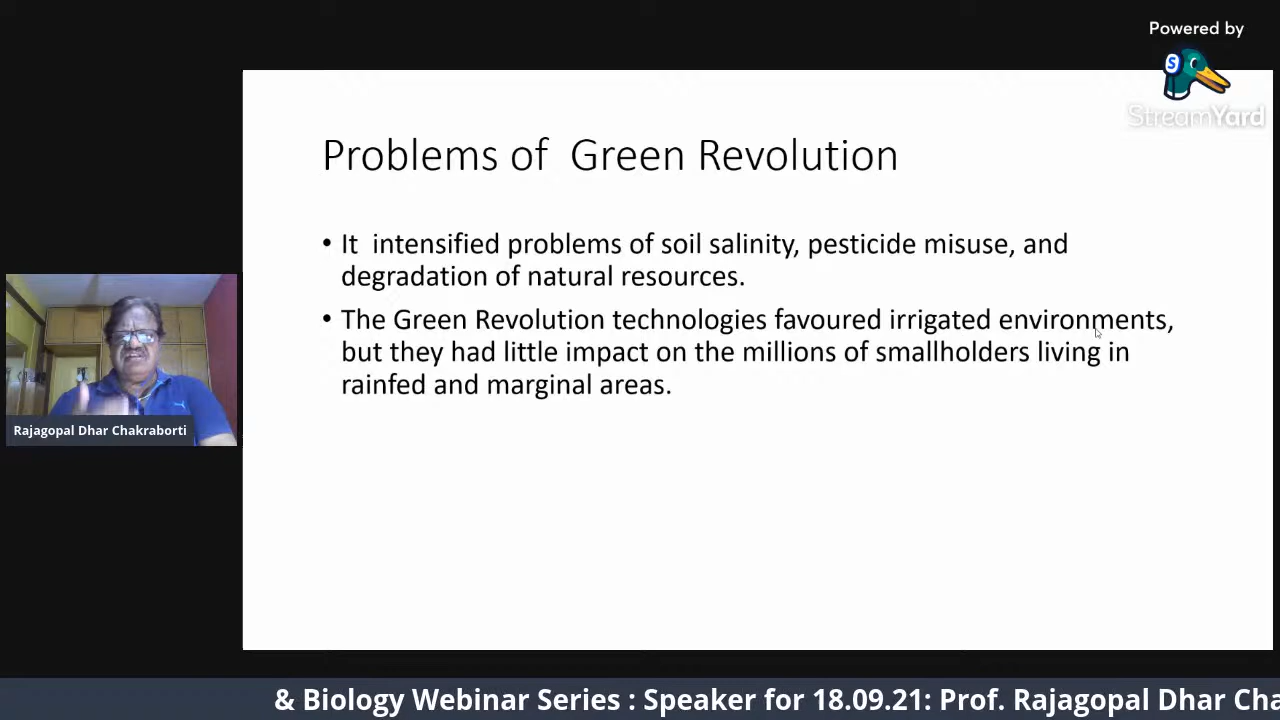 Powered by
S
StreamYard
Problems of Green Revolution
• It intensified problems of soil salinity, pesticide misuse, and
degradation of natural resources.
• The Green Revolution technologies favoured irrigated environments,
but they had little impact on the millions of smallholders living in
rainfed and marginal areas.
Rajagopal Dhar Chakraborti
& Biology Webinar Series : Speaker for 18.09.21: Prof. Rajagopal Dhar Cha